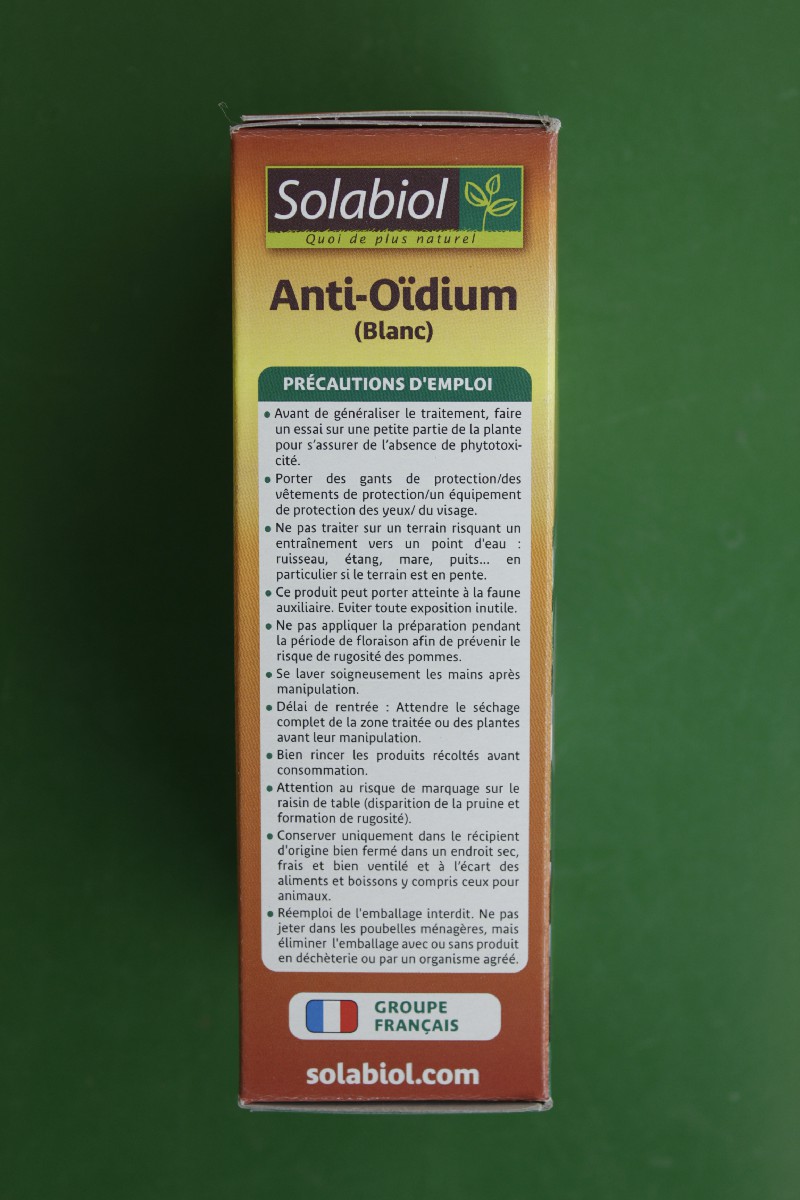 Solabiol
Quoi de plus naturel
Anti-Oïdium
(Blanc)
PRÉCAUTIONS D'EMPLOI
• Avant de généraliser le traitement, faire
un essai sur une petite partie de la plante
pour s’assurer de l’absence de phytotoxi-
cité.
• Porter des gants de protection/des
vêtements de protection/un équipement
de protection des yeux/ du visage.
• Ne pas traiter sur un terrain risquant un
entraînement vers un point d'eau :
ruisseau, étang, mare, puits... en
particulier si le terrain est en pente.
• Ce produit peut porter atteinte à la faune
auxiliaire. Eviter toute exposition inutile.
• Ne pas appliquer la préparation pendant
la période de floraison afin de prévenir le
risque de rugosité des pommes.
• Se laver soigneusement les mains après
manipulation.
• Délai de rentrée : Attendre le séchage
complet de la zone traitée ou des plantes
avant leur manipulation.
• Bien rincer les produits récoltés avant
consommation.
• Attention au risque de marquage sur le
raisin de table (disparition de la pruine et
formation de rugosité).
• Conserver uniquement dans le récipient
d'origine bien fermé dans un endroit sec,
frais et bien ventilé et à l’écart des
aliments et boissons y compris ceux pour
animaux.
• Réemploi de l'emballage interdit. Ne pas
jeter dans les poubelles ménagères, mais
éliminer l'emballage avec ou sans produit
en déchèterie ou par un organisme agréé.
GROUPE
FRANÇAIS
solabiol.com